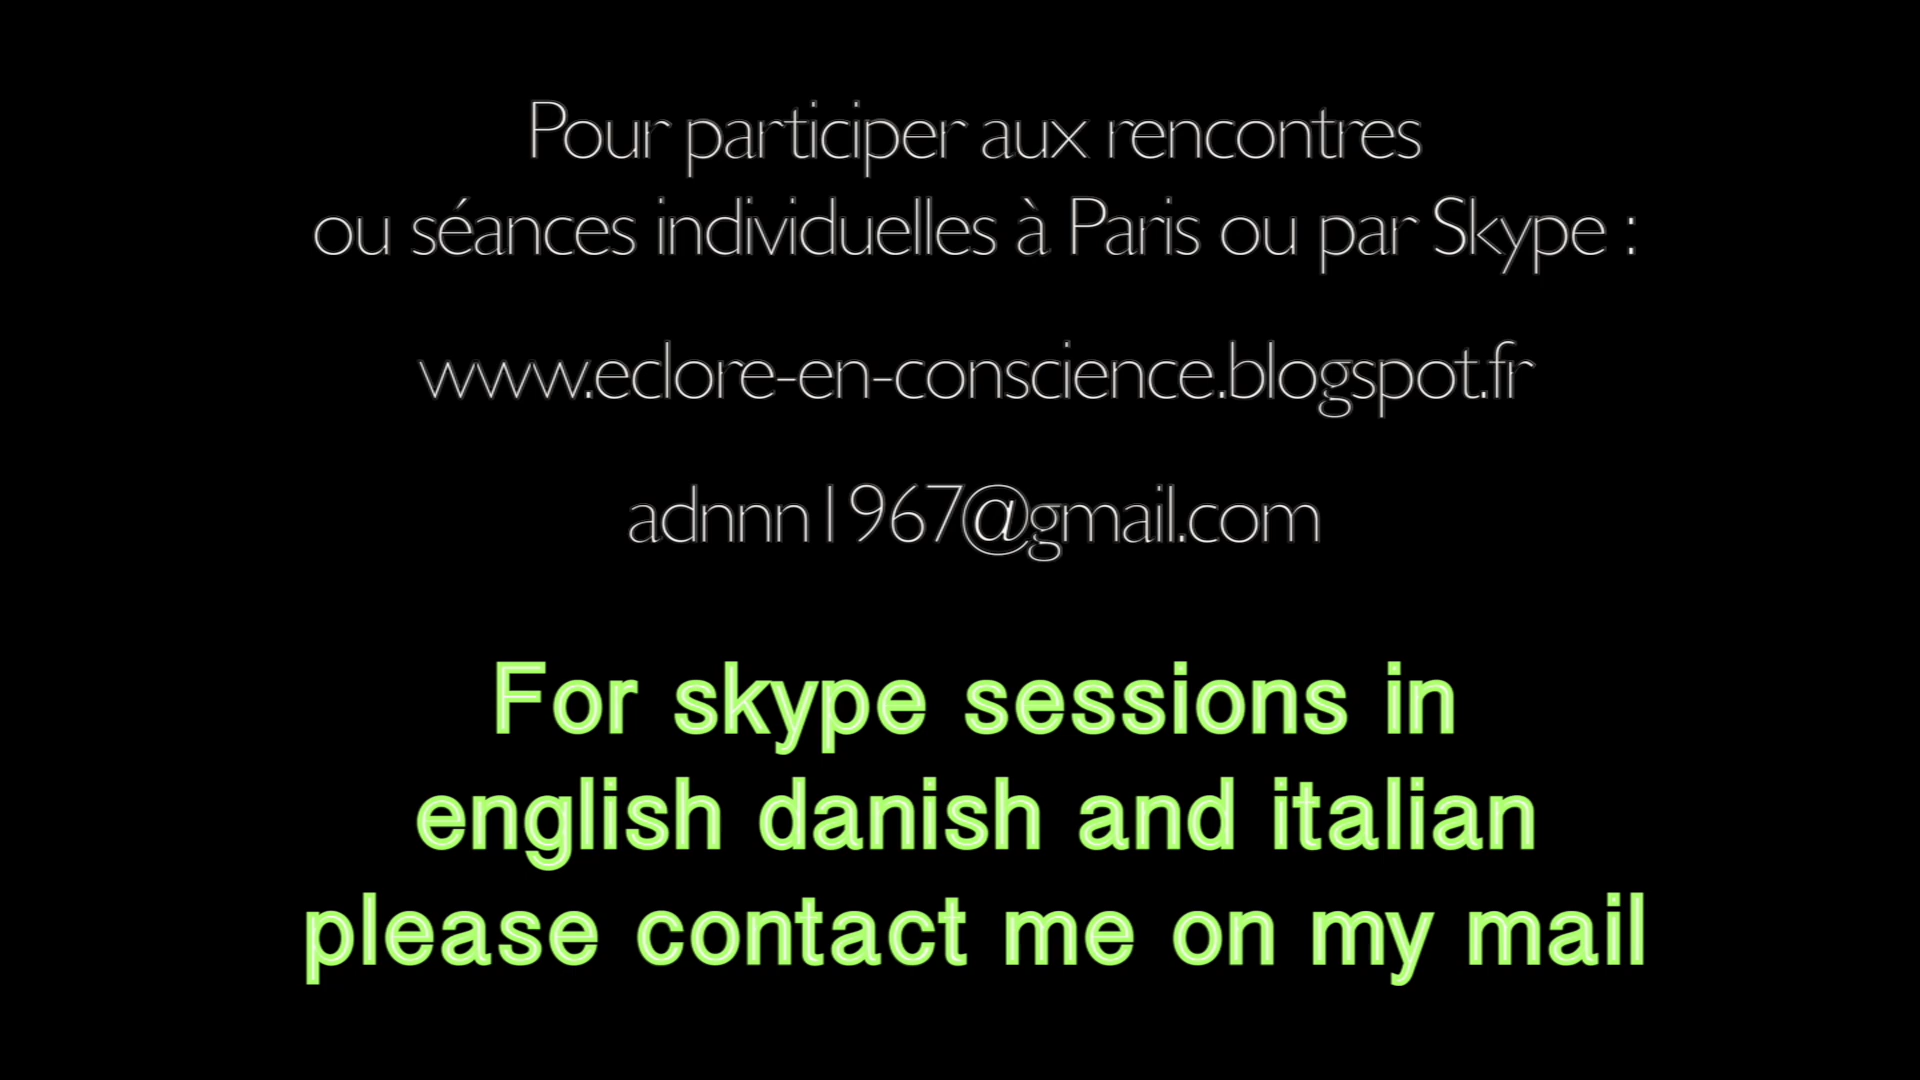 Pour participer aux rencontres
ou séances individuelles à Paris ou par Skype :
www.eclore-en-conscience.blogspot.fr
adnnn1967@gmail.com
For skype sessions in
english danish and italian
please contact me on my mail